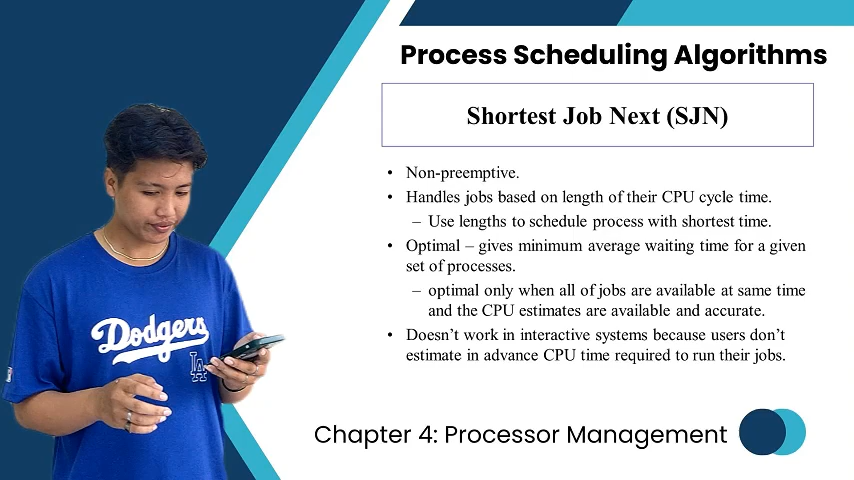 Process Scheduling Algorithms
Shortest Job Next (SJN)
• Non-preemptive.
• Handles jobs based on length of their CPU cycle time.
– Use lengths to schedule process with shortest time.
• Optimal – gives minimum average waiting time for a given
set of processes.
– optimal only when all of jobs are available at same time
and the CPU estimates are available and accurate.
• Doesn’t work in interactive systems because users don’t
estimate in advance CPU time required to run their jobs.
Dodgers
LA
Chapter 4: Processor Management